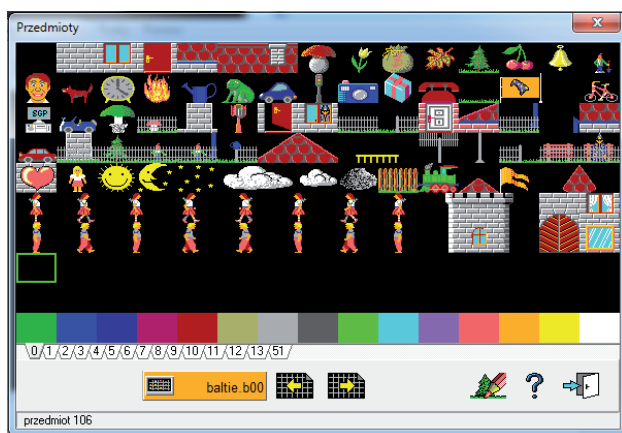 Przedmioty
SGP
0/1/2/3/4/5/6/7/8/9/10/11/12/13/51/
baltie.b00
?
przedmiot 106